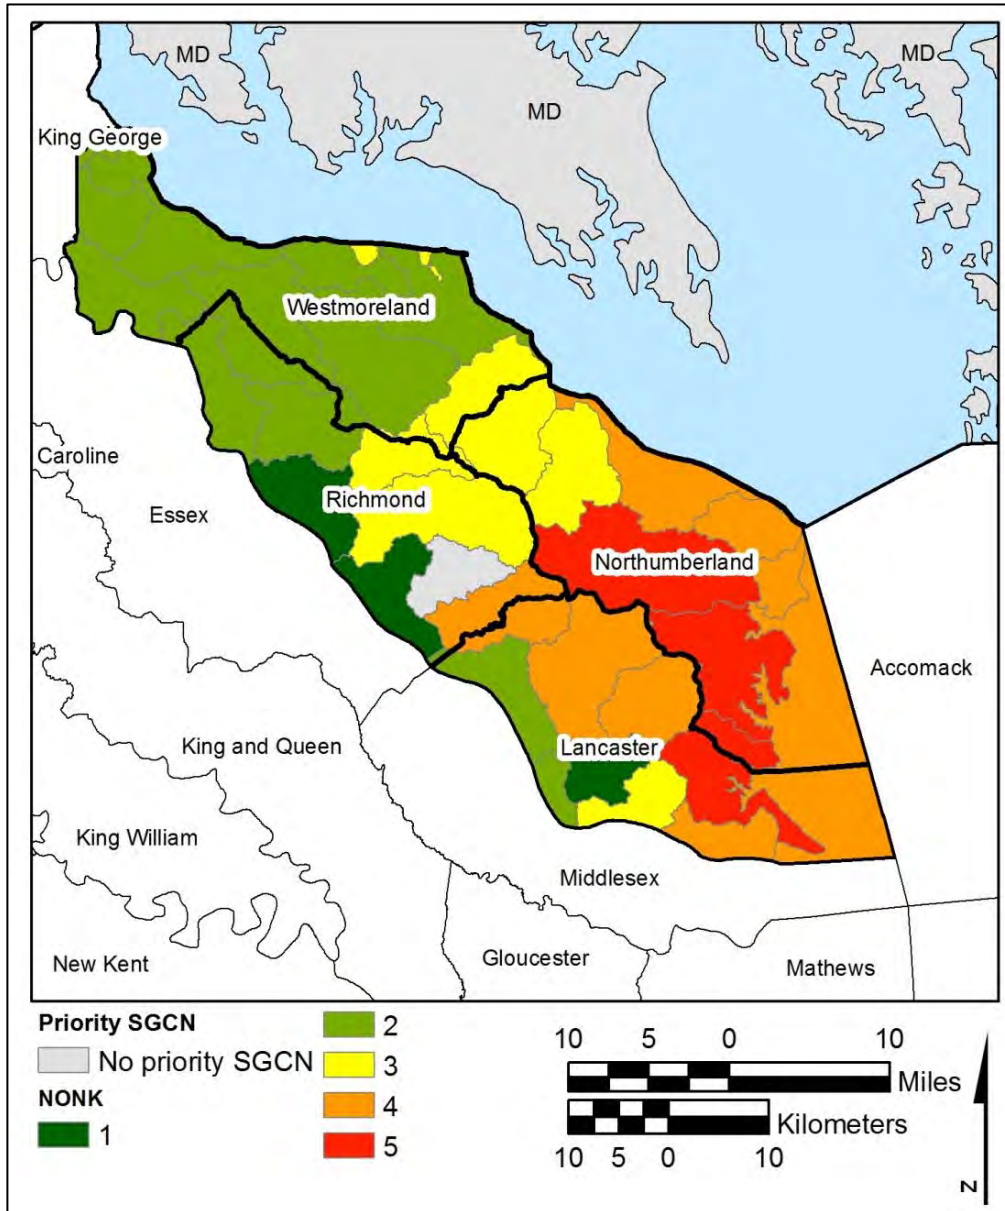 MD
MD
MD
King George
Westmoreland
Caroline
Essex
Richmond
Northumberland
Accomack
King and Queen
Lancaster
King William
Middlesex
New Kent
Gloucester
Mathews
Priority SGCN
No priority SGCN
NONK
1
2
3
4
5
10 5 0 10
Miles
Kilometers
10 5 0 10
N